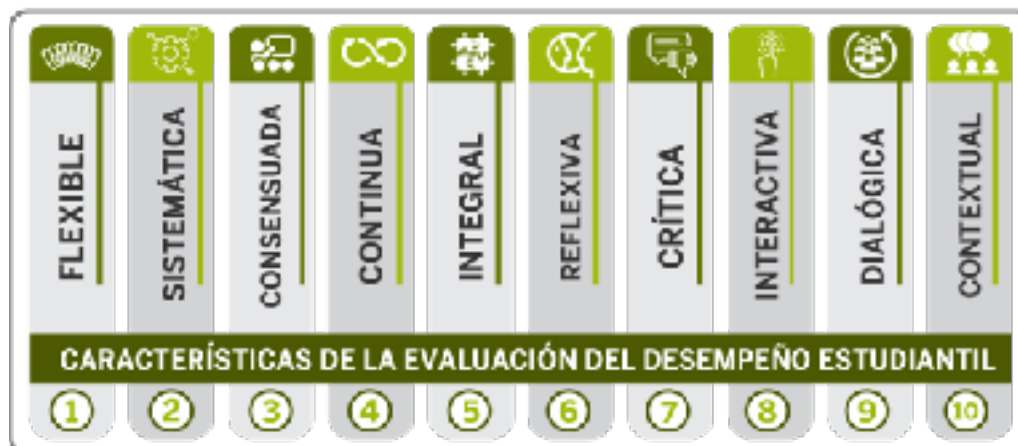 FLEXIBLE
SISTEMÁTICA
CONSENSUADA
CONTINUA
INTEGRAL
REFLEXIVA
CRÍTICA
INTERACTIVA
DIALÓGICA
CONTEXTUAL
CARACTERÍSTICAS DE LA EVALUACIÓN DEL DESEMPEÑO ESTUDIANTIL
1 2 3 4 5 6 7 8 9 10